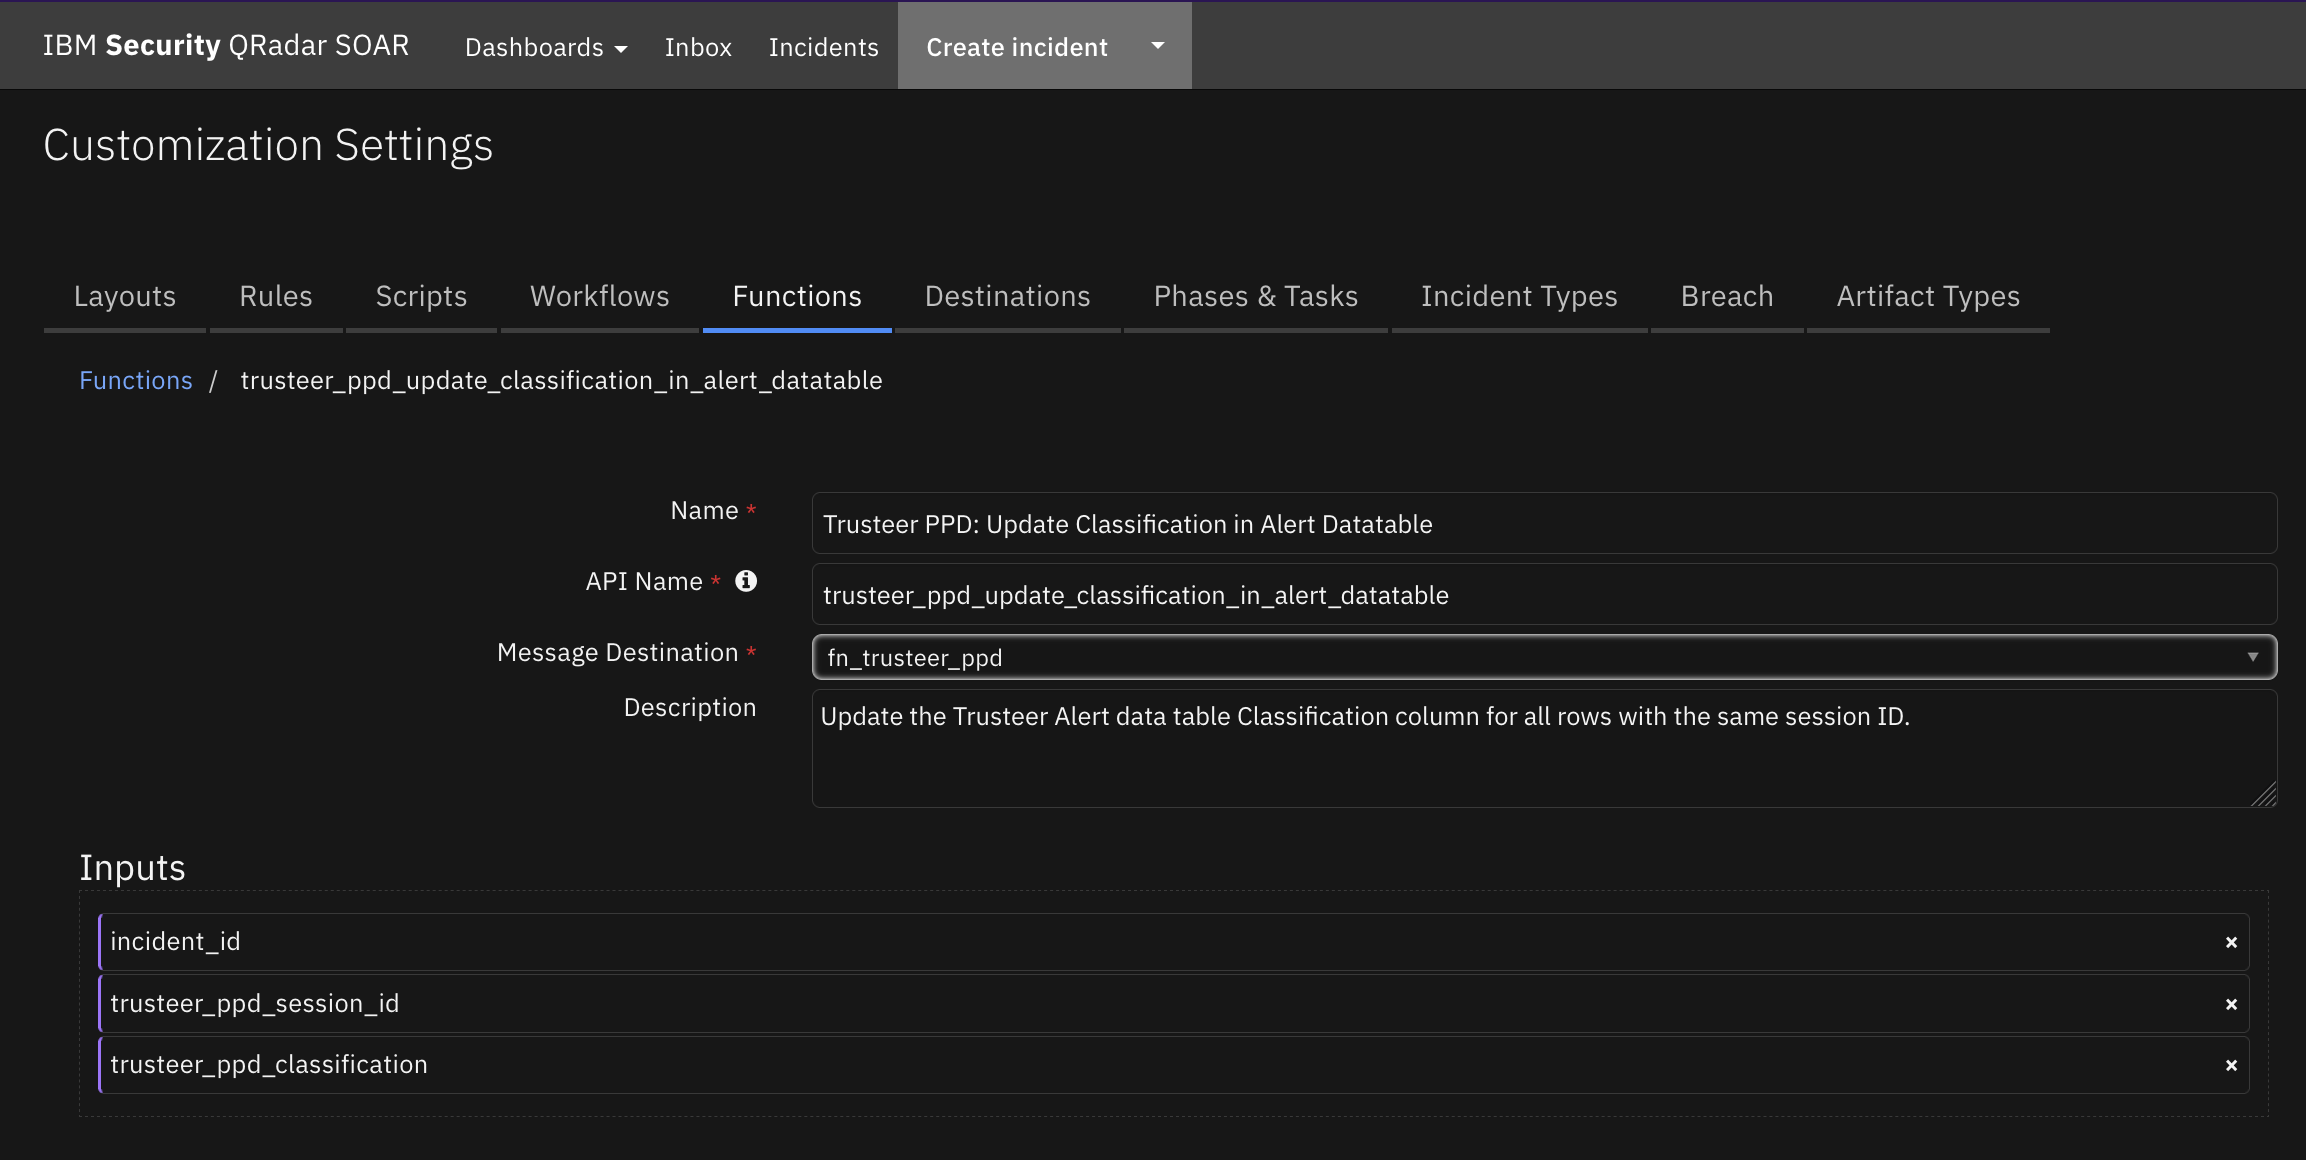 IBM Security QRadar SOAR Dashboards Inbox Incidents Create incident
Customization Settings
Layouts Rules Scripts Workflows Functions Destinations Phases & Tasks Incident Types Breach Artifact Types
Functions / trusteer_ppd_update_classification_in_alert_datatable
Name * Trusteer PPD: Update Classification in Alert Datatable
API Name * trusteer_ppd_update_classification_in_alert_datatable
Message Destination * fn_trusteer_ppd
Description Update the Trusteer Alert data table Classification column for all rows with the same session ID.
Inputs
incident_id
trusteer_ppd_session_id
trusteer_ppd_classification